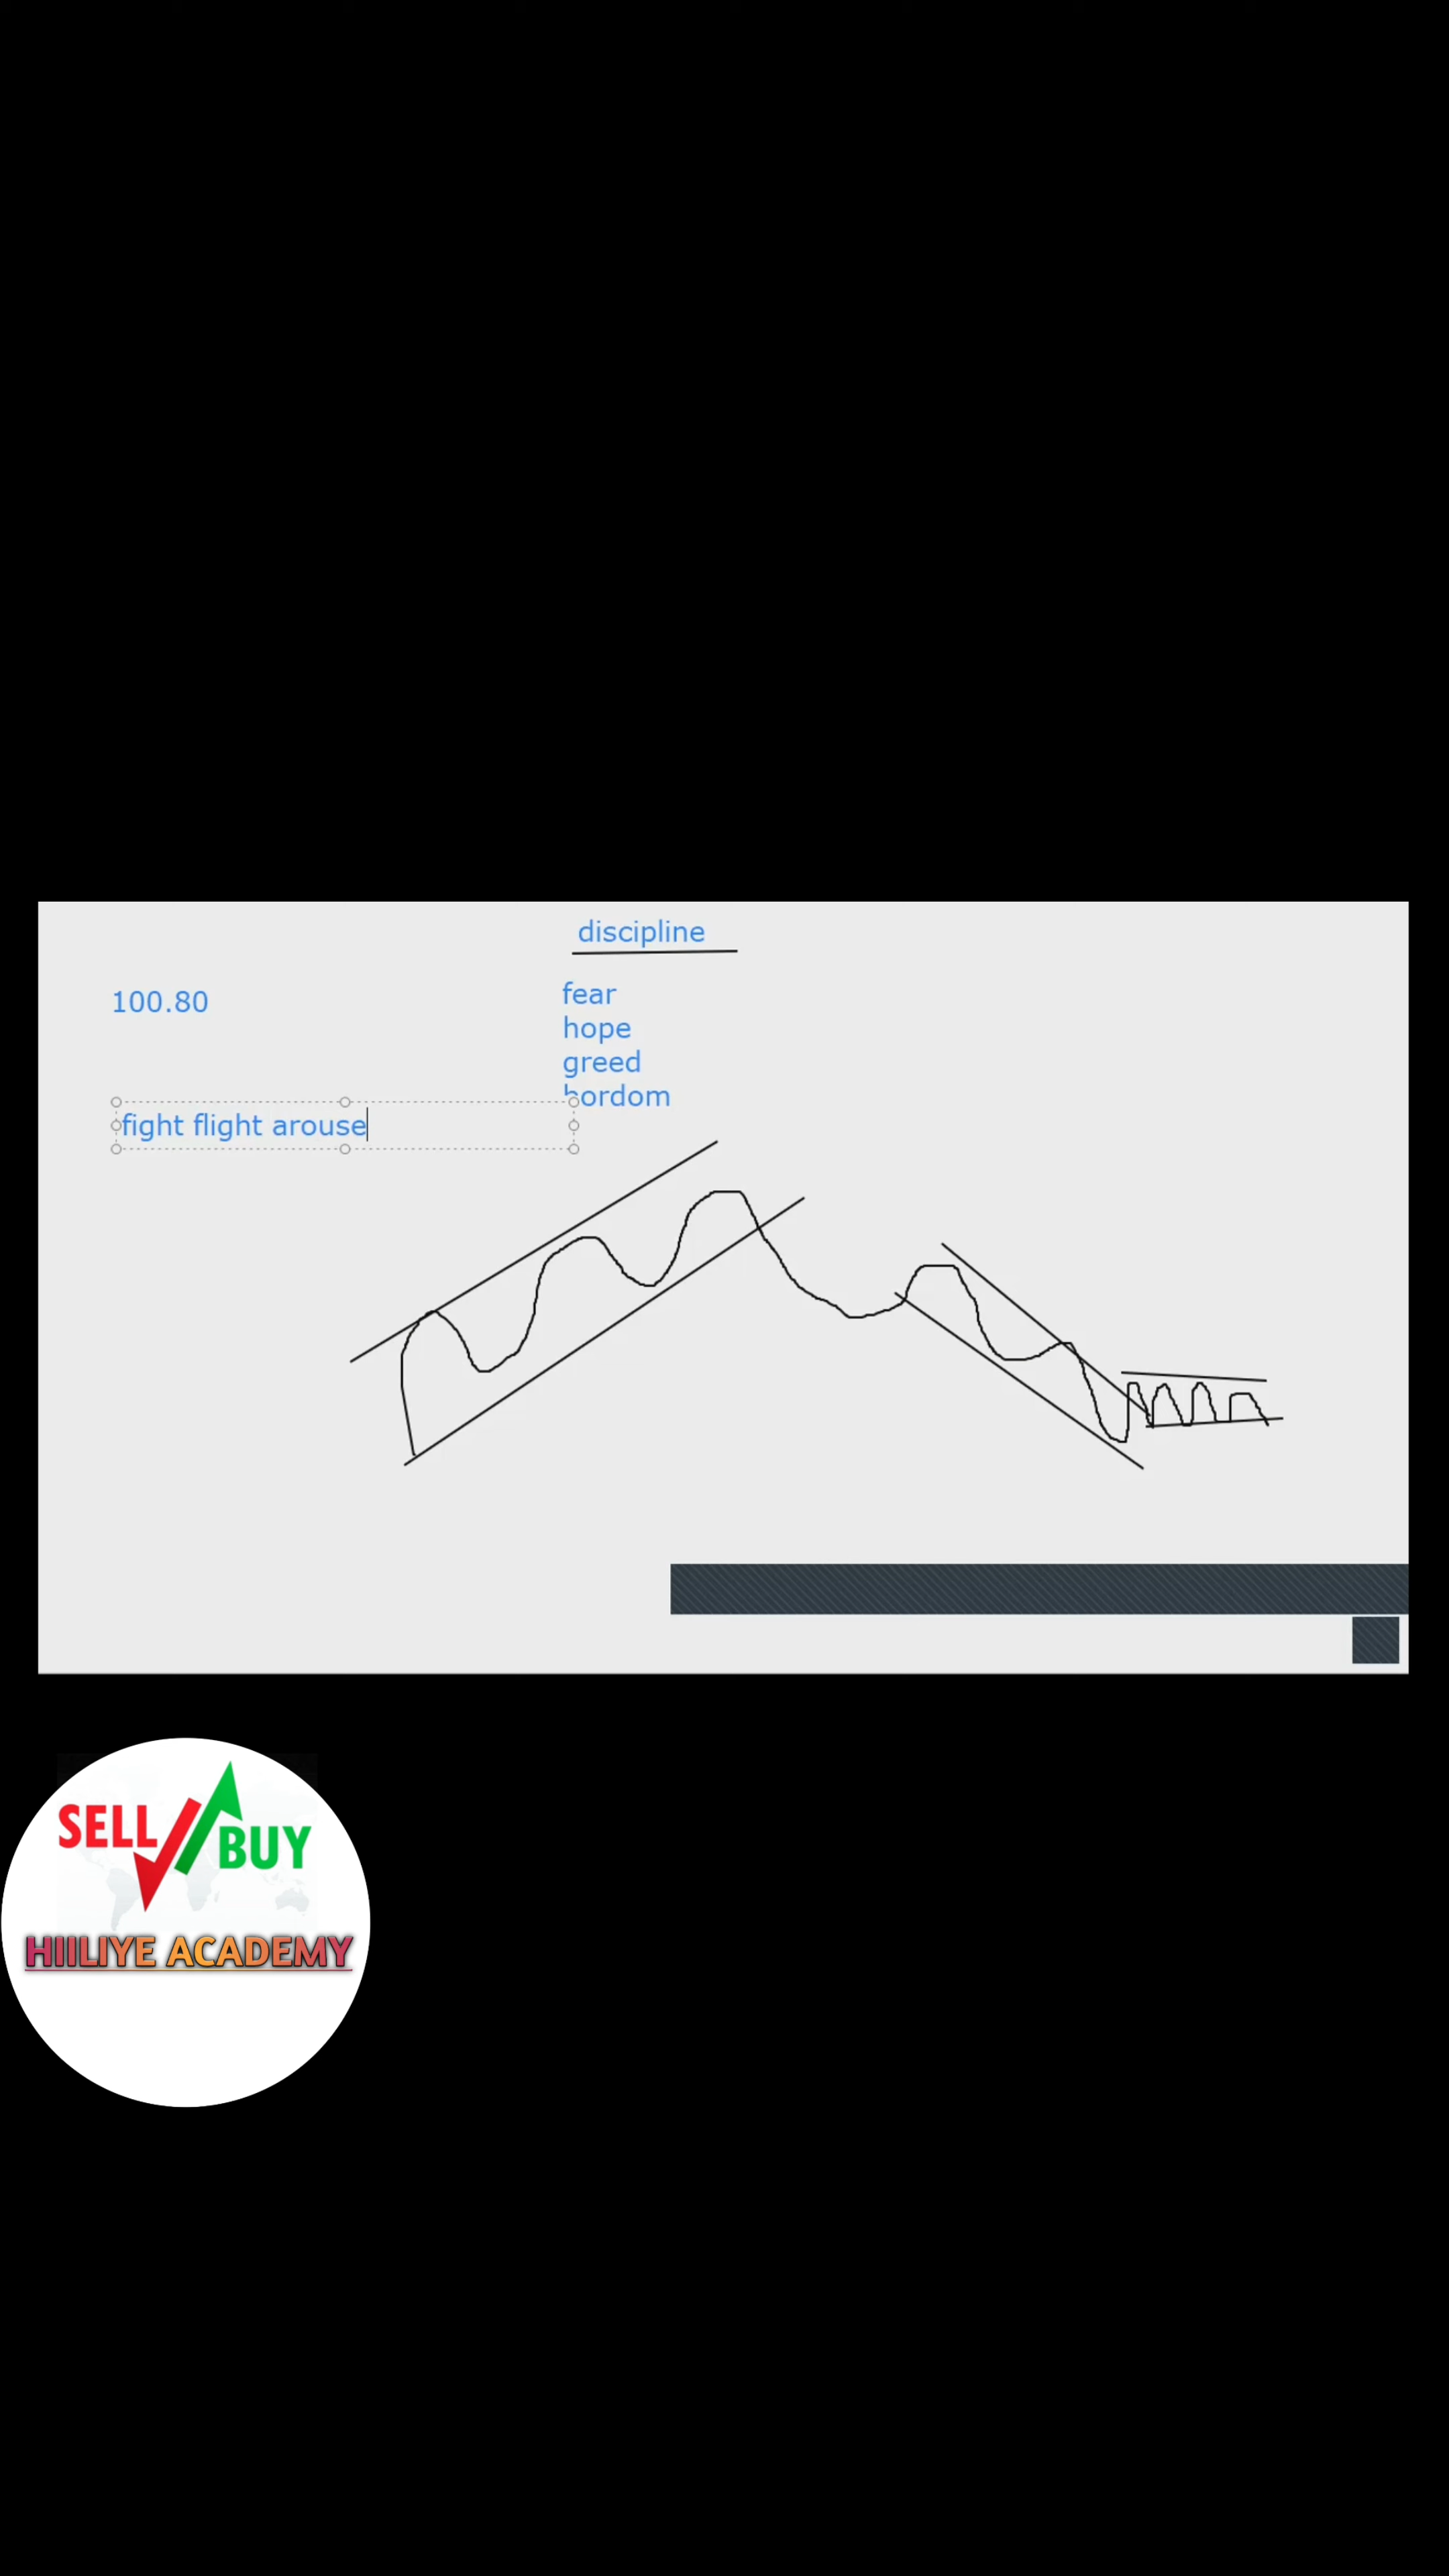 discipline
100.80
fear
hope
greed
bordom
fight flight arouse
SELL
BUY
HIILIYE ACADEMY